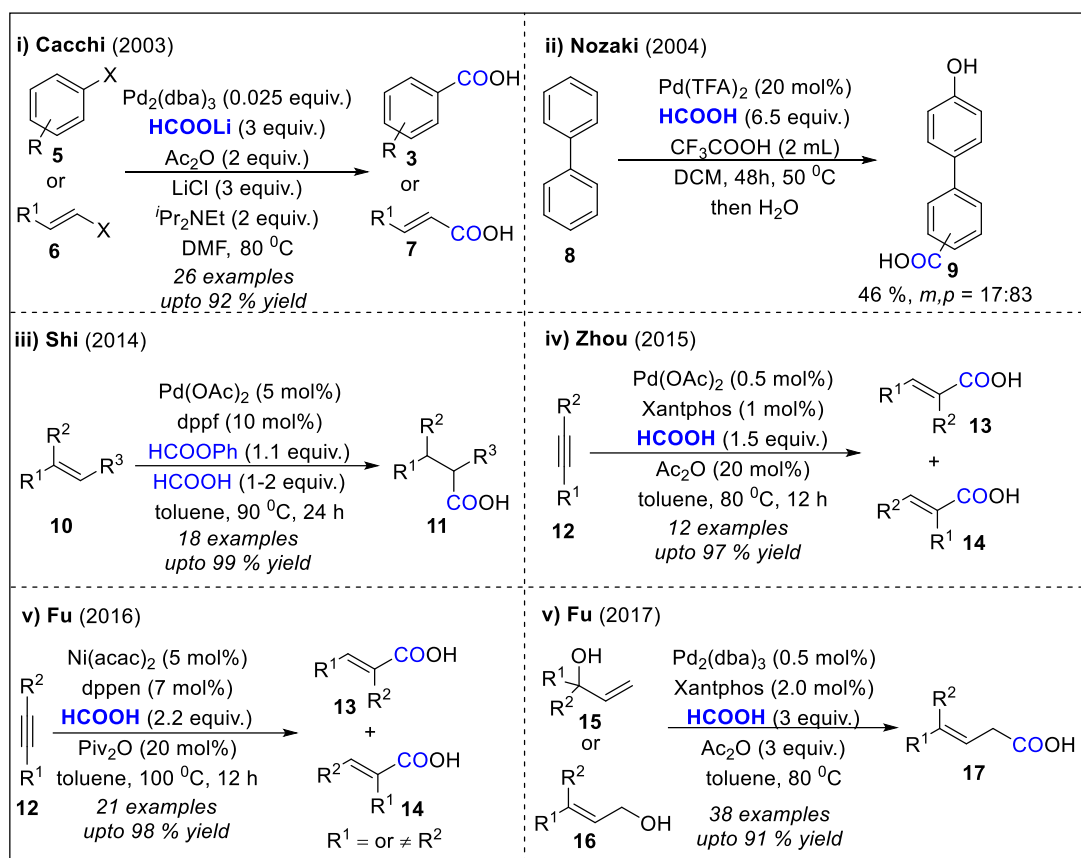 i) Cacchi (2003)
X
R
5
or
R¹
X
6
Pd₂(dba)₃ (0.025 equiv.)
HCOOLi (3 equiv.)
Ac₂O (2 equiv.)
LiCl (3 equiv.)
ⁱPr₂NEt (2 equiv.)
DMF, 80 ⁰C
26 examples
upto 92 % yield
COOH
R
3
or
R¹
COOH
7
ii) Nozaki (2004)
8
Pd(TFA)₂ (20 mol%)
HCOOH (6.5 equiv.)
CF₃COOH (2 mL)
DCM, 48h, 50 ⁰C
then H₂O
OH
HOOC
9
46 %, m,p = 17:83
iii) Shi (2014)
R²
R¹
R³
10
Pd(OAc)₂ (5 mol%)
dppf (10 mol%)
HCOOPh (1.1 equiv.)
HCOOH (1-2 equiv.)
toluene, 90 ⁰C, 24 h
18 examples
upto 99 % yield
R²
R¹
R³
COOH
11
iv) Zhou (2015)
R²
R¹
12
Pd(OAc)₂ (0.5 mol%)
Xantphos (1 mol%)
HCOOH (1.5 equiv.)
Ac₂O (20 mol%)
toluene, 80 ⁰C, 12 h
12 examples
upto 97 % yield
R¹
COOH
R²
13
+
R²
COOH
R¹
14
v) Fu (2016)
R²
R¹
12
Ni(acac)₂ (5 mol%)
dppen (7 mol%)
HCOOH (2.2 equiv.)
Piv₂O (20 mol%)
toluene, 100 ⁰C, 12 h
21 examples
upto 98 % yield
R¹
COOH
R²
13
+
R²
COOH
R¹
14
R¹ = or ≠ R²
v) Fu (2017)
OH
R¹
R²
15
or
R²
R¹
OH
16
Pd₂(dba)₃ (0.5 mol%)
Xantphos (2.0 mol%)
HCOOH (3 equiv.)
Ac₂O (3 equiv.)
toluene, 80 ⁰C
38 examples
upto 91 % yield
R²
R¹
COOH
17